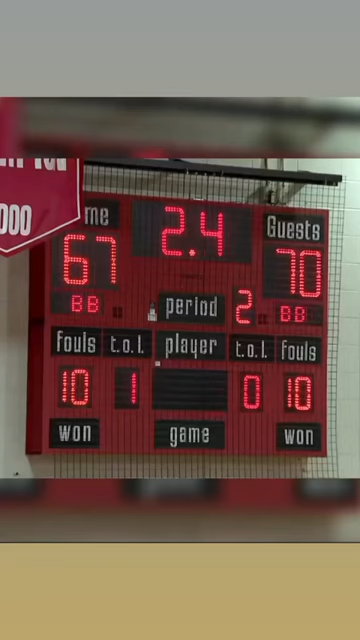 000
me 2.4 Guests
67 70
BB period 2 BB
fouls t.o.l. player t.o.l. fouls
10 1 0 10
won game won